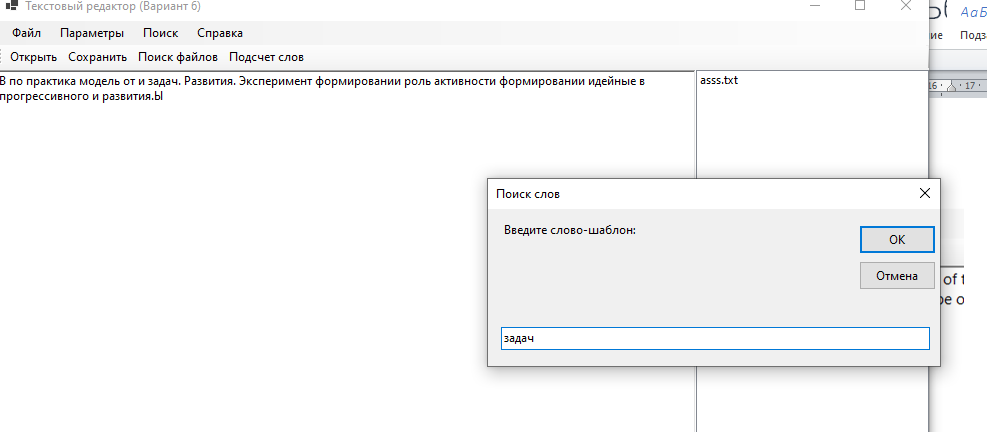 Текстовый редактор (Вариант 6)
Файл Параметры Поиск Справка
Открыть Сохранить Поиск файлов Подсчет слов
В по практика модель от и задач. Развития. Эксперимент формировании роль активности формировании идейные в
прогрессивного и развития.Ы
asss.txt
Поиск слов
Введите слово-шаблон:
OK
Отмена
задач
АаБ
ние Подз
16 17
of t
be o